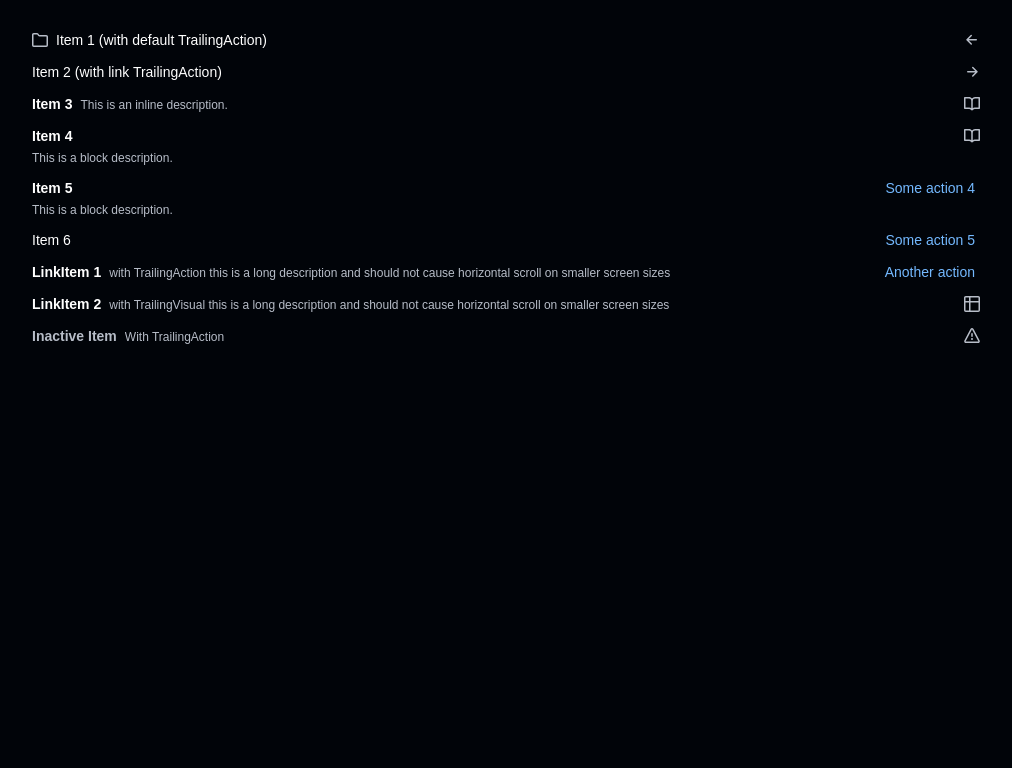 Item 1 (with default TrailingAction)
Item 2 (with link TrailingAction)
Item 3 This is an inline description.
Item 4
This is a block description.
Item 5 Some action 4
This is a block description.
Item 6 Some action 5
LinkItem 1 with TrailingAction this is a long description and should not cause horizontal scroll on smaller screen sizes Another action
LinkItem 2 with TrailingVisual this is a long description and should not cause horizontal scroll on smaller screen sizes
Inactive Item With TrailingAction